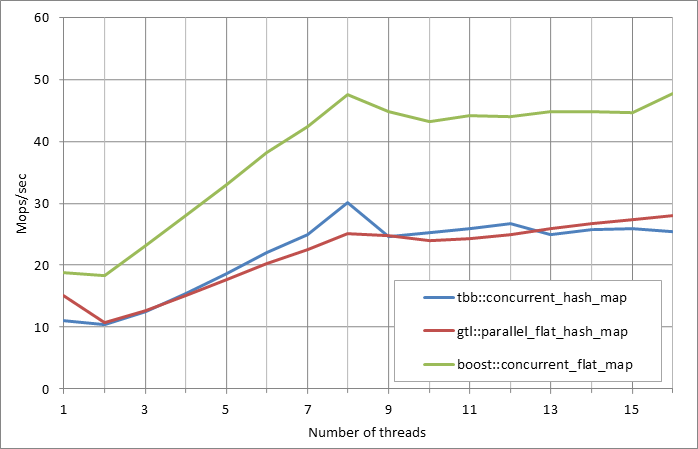 60
50
40
30
20
10
0
Mops/sec
1 3 5 7 9 11 13 15
Number of threads
tbb::concurrent_hash_map
gtl::parallel_flat_hash_map
boost::concurrent_flat_map